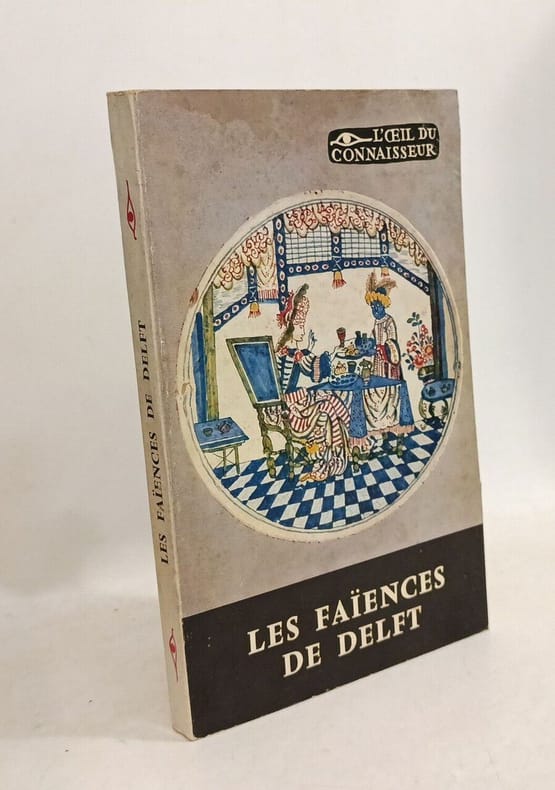 L'ŒIL DU
CONNAISSEUR
LES FAÏENCES DE DELFT
LES FAÏENCES
DE DELFT